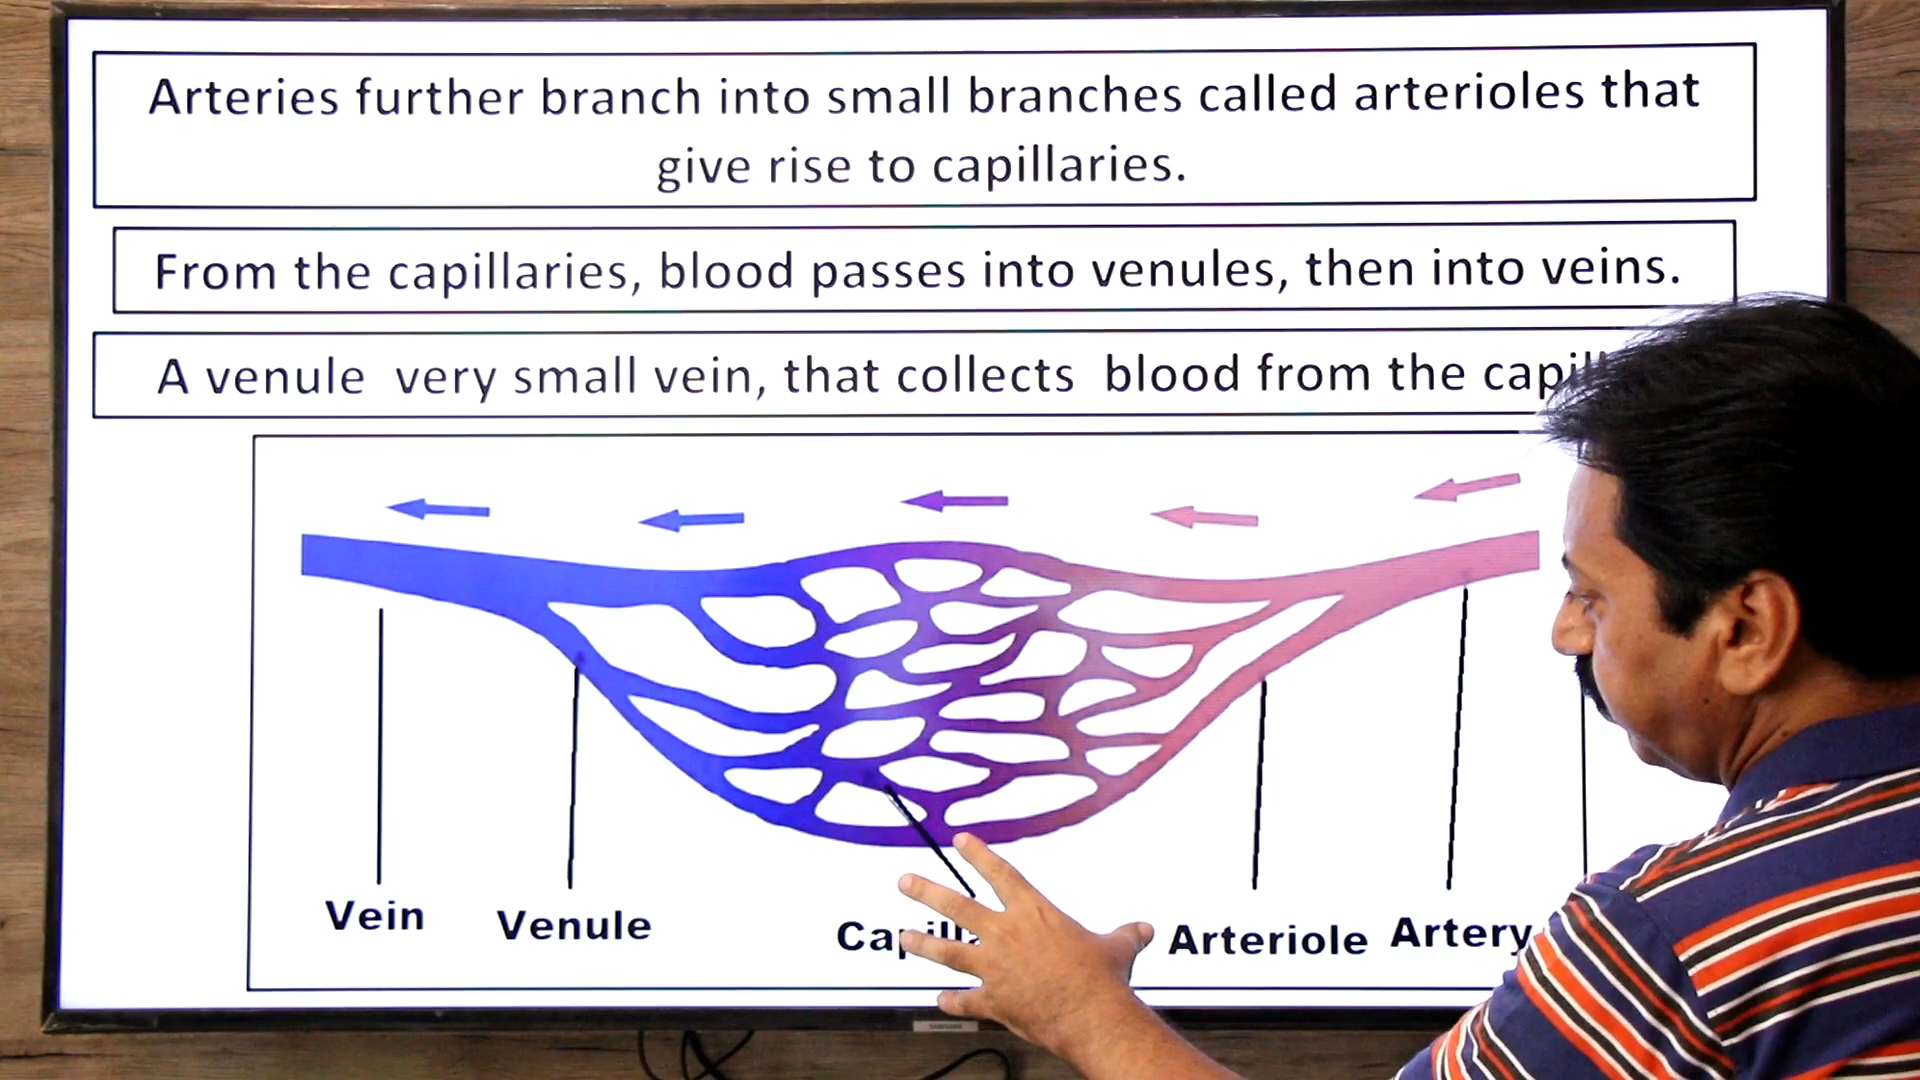 Arteries further branch into small branches called arterioles that
give rise to capillaries.
From the capillaries, blood passes into venules, then into veins.
A venule very small vein, that collects blood from the
Vein Venule Arteriole Artery
SAMSUNG